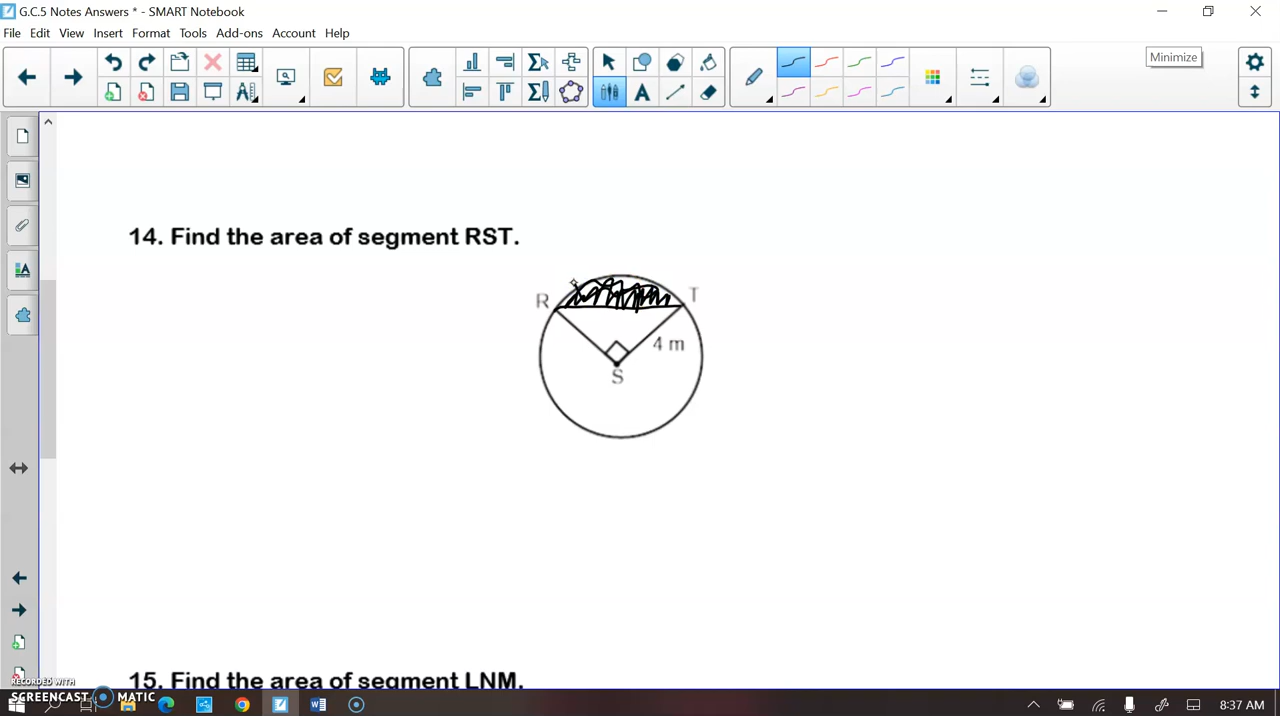 G.C.5 Notes Answers * - SMART Notebook
File Edit View Insert Format Tools Add-ons Account Help
Minimize
14. Find the area of segment RST.
R
T
4 m
S
15. Find the area of segment LNM.
RECORDED WITH
SCREENCAST MATIC
8:37 AM